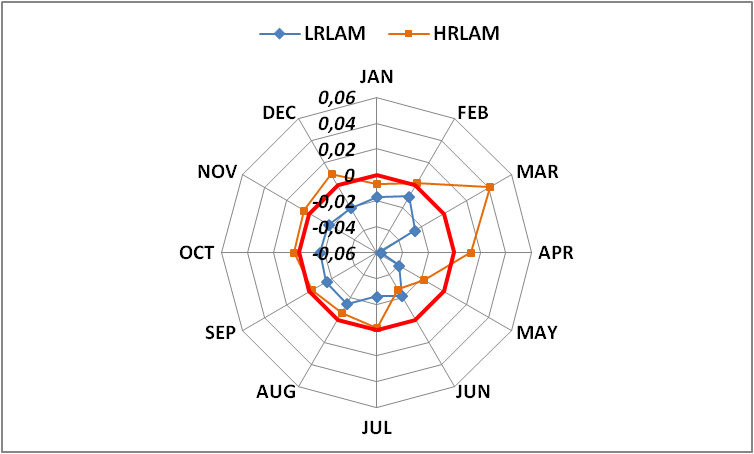 LRLAM HRLAM
JAN
0,06
DEC FEB
0,04
0,02
NOV MAR
0
-0,02
-0,04
OCT -0,06 APR
SEP MAY
AUG JUN
JUL